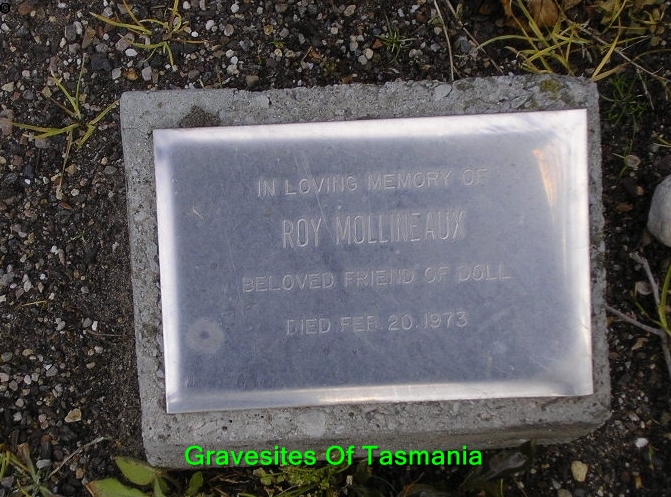 IN LOVING MEMORY OF
ROY MOLLINEAUX
BELOVED FRIEND OF DOLL
DIED FEB. 20. 1973
Gravesites Of Tasmania